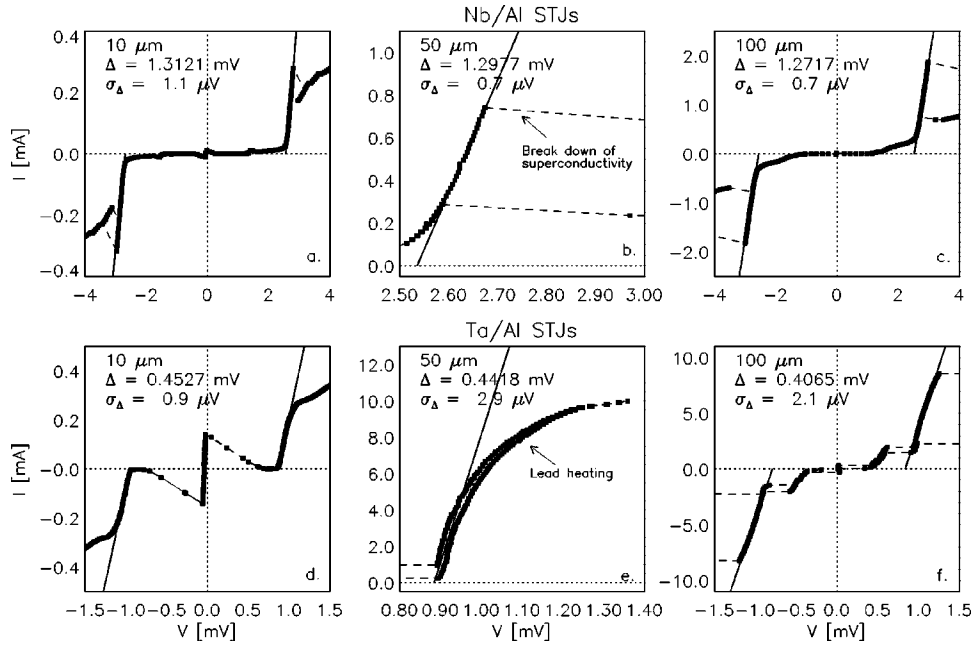 Nb/Al STJs
10 μm
Δ = 1.3121 mV
σΔ = 1.1 μV
I [mA]
0.4
0.2
0.0
−0.2
−0.4
−4 −2 0 2 4
a.
50 μm
Δ = 1.2977 mV
σΔ = 0.7 μV
Break down of
superconductivity
1.0
0.8
0.6
0.4
0.2
0.0
2.50 2.60 2.70 2.80 2.90 3.00
b.
100 μm
Δ = 1.2717 mV
σΔ = 0.7 μV
2.0
1.0
0.0
−1.0
−2.0
−4 −2 0 2 4
c.
Ta/Al STJs
10 μm
Δ = 0.4527 mV
σΔ = 0.9 μV
I [mA]
0.4
0.2
−0.0
−0.2
−0.4
−1.5 −1.0 −0.5 0.0 0.5 1.0 1.5
V [mV]
d.
50 μm
Δ = 0.4418 mV
σΔ = 2.9 μV
Lead heating
12.0
10.0
8.0
6.0
4.0
2.0
0.0
0.80 0.90 1.00 1.10 1.20 1.30 1.40
V [mV]
e.
100 μm
Δ = 0.4065 mV
σΔ = 2.1 μV
10.0
5.0
0.0
−5.0
−10.0
−1.5 −1.0 −0.5 0.0 0.5 1.0 1.5
V [mV]
f.